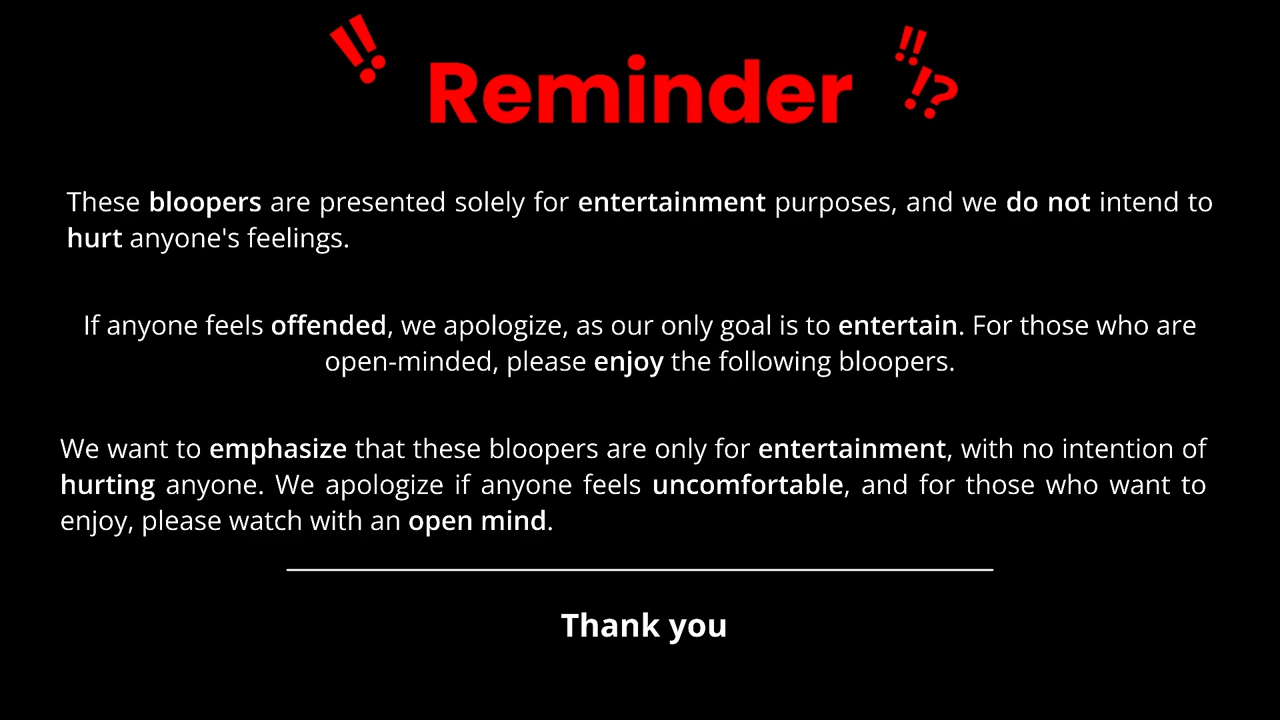 !! Reminder !! !?
These bloopers are presented solely for entertainment purposes, and we do not intend to
hurt anyone's feelings.
If anyone feels offended, we apologize, as our only goal is to entertain. For those who are
open-minded, please enjoy the following bloopers.
We want to emphasize that these bloopers are only for entertainment, with no intention of
hurting anyone. We apologize if anyone feels uncomfortable, and for those who want to
enjoy, please watch with an open mind.
Thank you